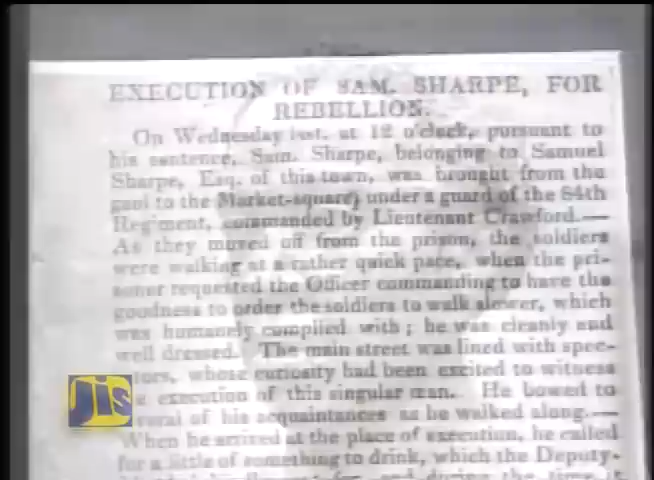 EXECUTION OF SAM. SHARPE, FOR
REBELLION.
On Wednesday last. at 12 o'clock, pursuant to
his sentence, Sam. Sharpe, belonging to Samuel
Sharpe, Esq. of this town, was brought from the
gaol to the Market-square, under a guard of the 84th
Regiment, commanded by Lieutenant Crawford.—
As they moved off from the prison, the soldiers
were walking at a rather quick pace, when the pri-
soner requested the Officer commanding to have the
goodness to order the soldiers to walk slower, which
was humanely complied with; he was cleanly and
well dressed. The main street was lined with spec-
tors, whose curiosity had been excited to witness
execution of this singular man. He bowed to
of his acquaintances as he walked along.—
When he arrived at the place of execution, he called
for a little of something to drink, which the Deputy-
and during the time it
jis